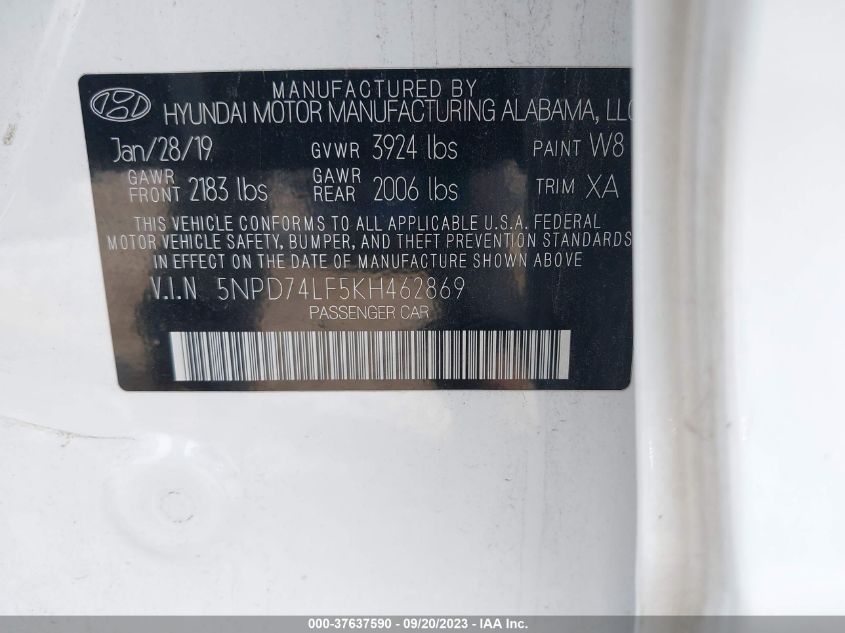 MANUFACTURED BY
HYUNDAI MOTOR MANUFACTURING ALABAMA, LLC
Jan/28/19 GVWR 3924 lbs PAINT W8
GAWR FRONT 2183 lbs GAWR REAR 2006 lbs TRIM XA
THIS VEHICLE CONFORMS TO ALL APPLICABLE U.S.A. FEDERAL
MOTOR VEHICLE SAFETY, BUMPER, AND THEFT PREVENTION STANDARDS
IN EFFECT ON THE DATE OF MANUFACTURE SHOWN ABOVE
V.I.N 5NPD74LF5KH462869
PASSENGER CAR
000-37637590 - 09/20/2023 - IAA Inc.